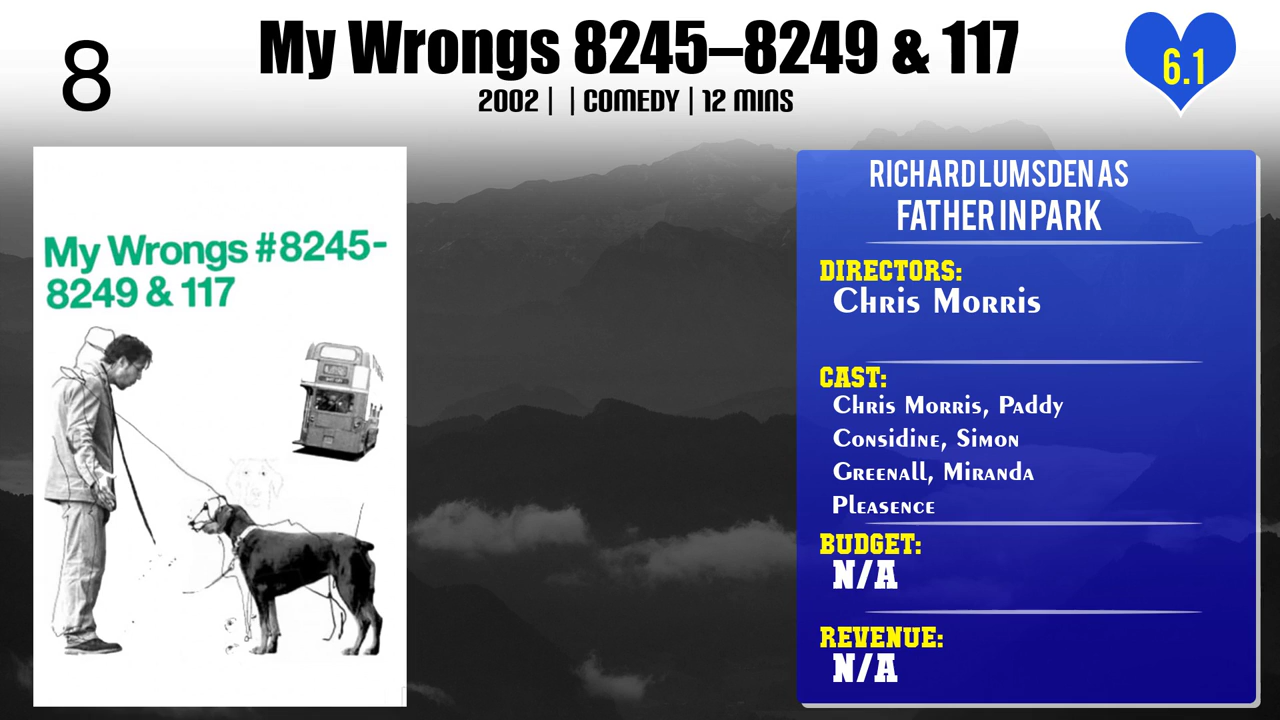 8
My Wrongs 8245–8249 & 117
2002 | | COMEDY | 12 MINS
6.1
My Wrongs #8245-
8249 & 117
RICHARD LUMSDEN AS
FATHER IN PARK
DIRECTORS:
Chris Morris
CAST:
Chris Morris, Paddy
Considine, Simon
Greenall, Miranda
Pleasence
BUDGET:
N/A
REVENUE:
N/A